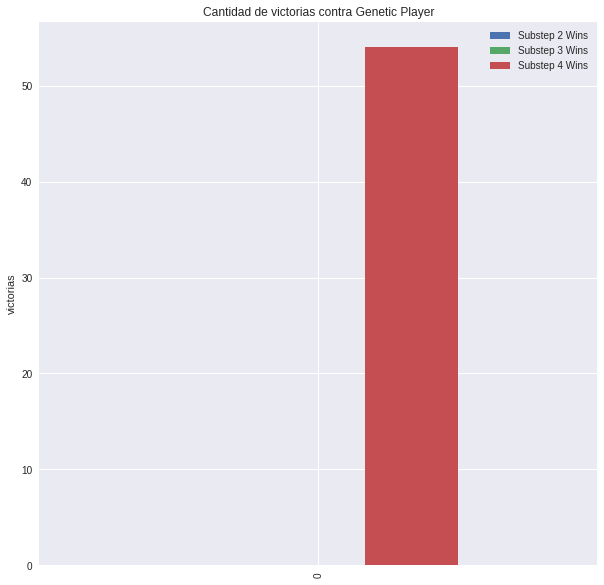 Cantidad de victorias contra Genetic Player
Substep 2 Wins
Substep 3 Wins
Substep 4 Wins
50
40
30
20
10
0
victorias
0